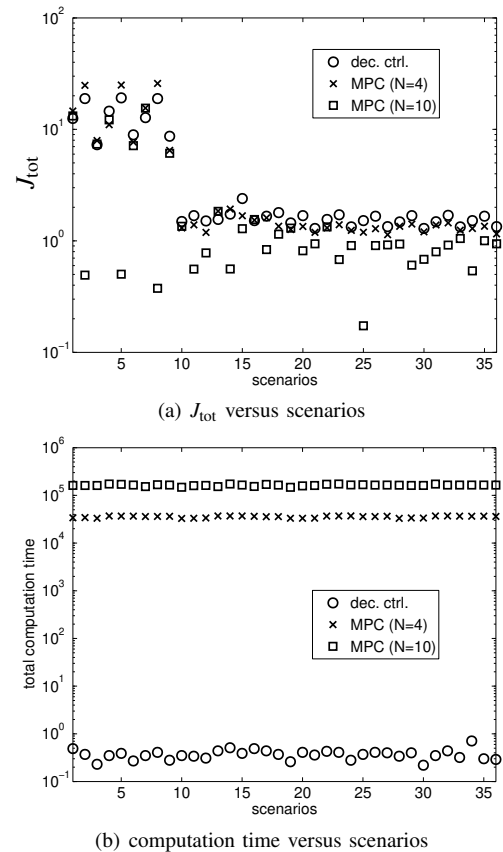 10^2
10^1
10^0
10^-1
J_tot
dec. ctrl.
MPC (N=4)
MPC (N=10)
5 10 15 20 25 30 35
scenarios
(a) J_tot versus scenarios
10^6
10^5
10^4
10^3
10^2
10^1
10^0
10^-1
total computation time
dec. ctrl.
MPC (N=4)
MPC (N=10)
5 10 15 20 25 30 35
scenarios
(b) computation time versus scenarios